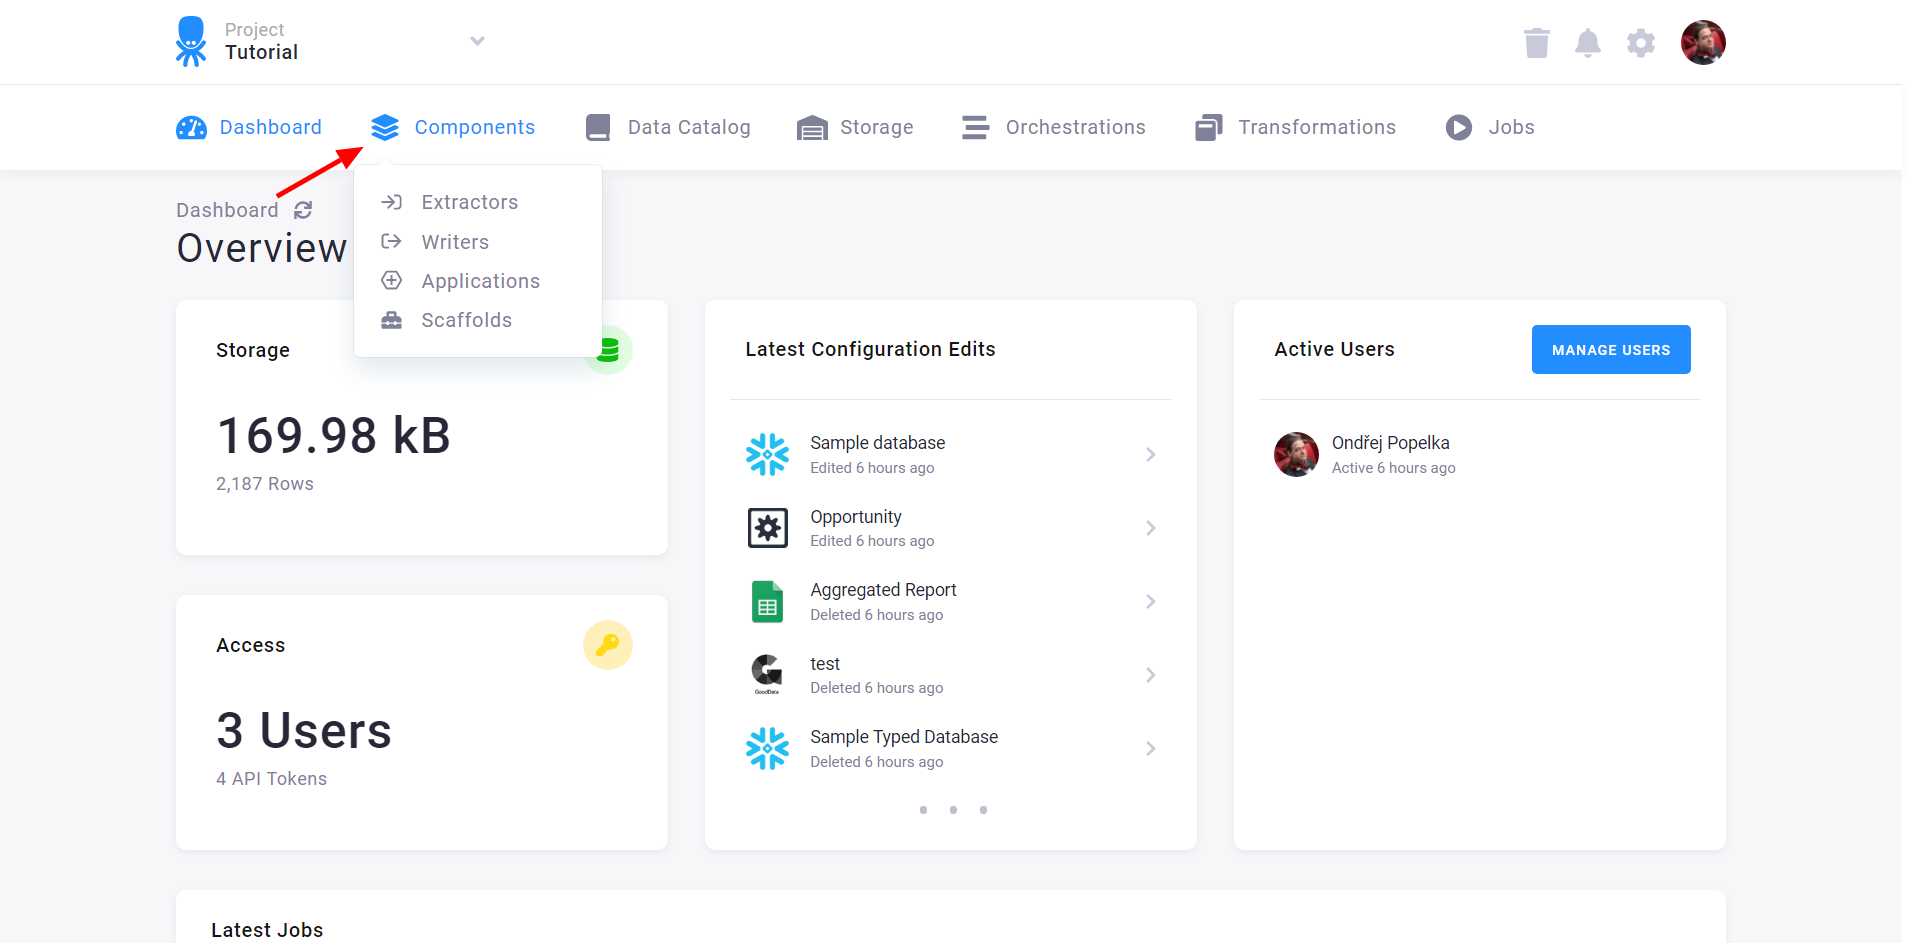 Project
Tutorial
Dashboard
Components
Data Catalog
Storage
Orchestrations
Transformations
Jobs
Extractors
Writers
Applications
Scaffolds
Dashboard
Overview
Storage
169.98 kB
2,187 Rows
Access
3 Users
4 API Tokens
Latest Configuration Edits
Sample database
Edited 6 hours ago
Opportunity
Edited 6 hours ago
Aggregated Report
Deleted 6 hours ago
GoodData
test
Deleted 6 hours ago
Sample Typed Database
Deleted 6 hours ago
Active Users
MANAGE USERS
Ondřej Popelka
Active 6 hours ago
Latest Jobs